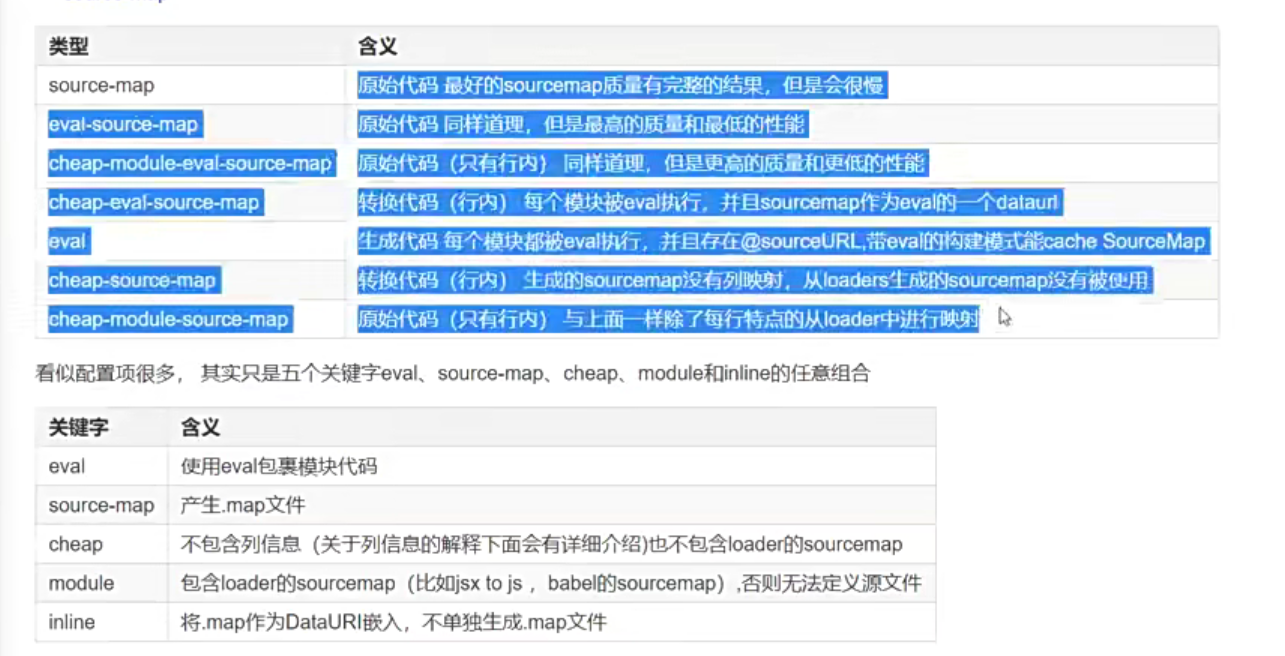 类型 含义
source-map 原始代码 最好的sourcemap质量有完整的结果，但是会很慢
eval-source-map 原始代码 同样道理，但是最高的质量和最低的性能
cheap-module-eval-source-map 原始代码（只有行内） 同样道理，但是更高的质量和更低的性能
cheap-eval-source-map 转换代码（行内） 每个模块被eval执行，并且sourcemap作为eval的一个dataurl
eval 生成代码 每个模块都被eval执行，并且存在@sourceURL,带eval的构建模式能cache SourceMap
cheap-source-map 转换代码（行内） 生成的sourcemap没有列映射，从loaders生成的sourcemap没有被使用
cheap-module-source-map 原始代码（只有行内） 与上面一样除了每行特点的从loader中进行映射
看似配置项很多， 其实只是五个关键字eval、source-map、cheap、module和inline的任意组合
关键字 含义
eval 使用eval包裹模块代码
source-map 产生.map文件
cheap 不包含列信息（关于列信息的解释下面会有详细介绍)也不包含loader的sourcemap
module 包含loader的sourcemap（比如jsx to js ，babel的sourcemap）,否则无法定义源文件
inline 将.map作为DataURI嵌入，不单独生成.map文件